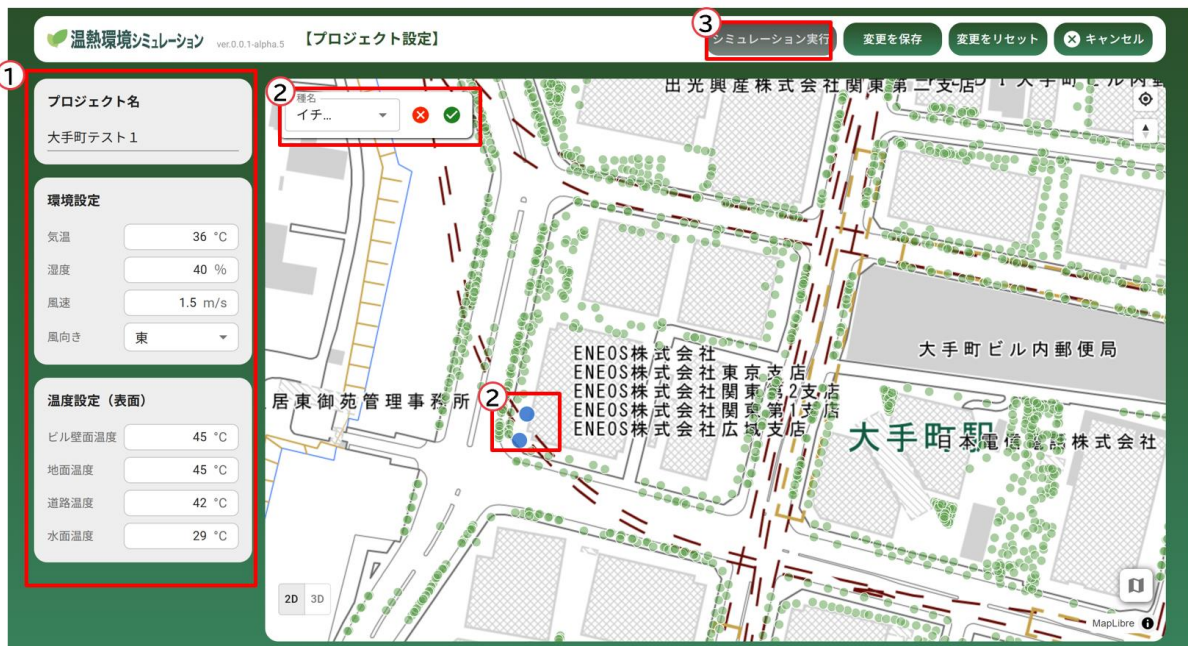 温熱環境シミュレーション ver.0.0.1-alpha.5 【プロジェクト設定】
③
シミュレーション実行 変更を保存 変更をリセット キャンセル
①
プロジェクト名
大手町テスト１
環境設定
気温 36 °C
湿度 40 %
風速 1.5 m/s
風向き 東
温度設定（表面）
ビル壁面温度 45 °C
地面温度 45 °C
道路温度 42 °C
水面温度 29 °C
②
種名
イチ...
出光興産株式会社関東第二支店
大手町ビル内郵便局
ENEOS株式会社
ENEOS株式会社東京支店
ENEOS株式会社関東第2支店
ENEOS株式会社関東第1支店
ENEOS株式会社広域支店
居東御苑管理事務所
②
大手町駅
日本電信電話株式会社
2D 3D
MapLibre